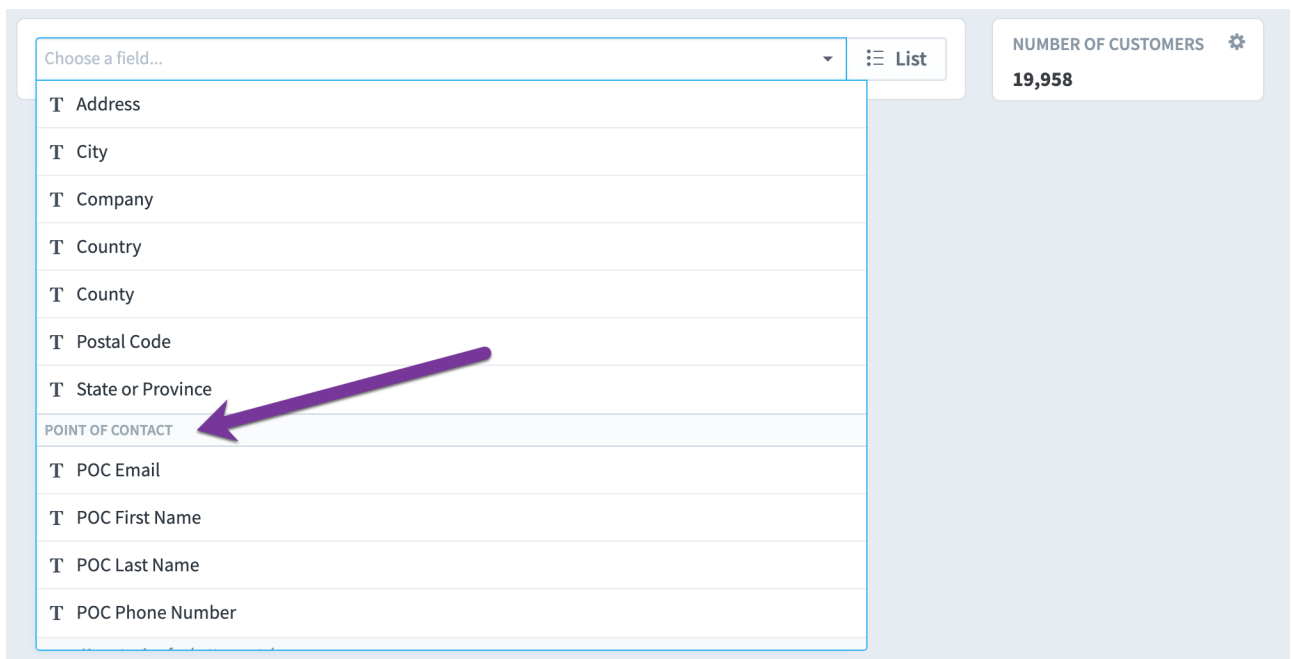 Choose a field...
List
NUMBER OF CUSTOMERS
19,958
T Address
T City
T Company
T Country
T County
T Postal Code
T State or Province
POINT OF CONTACT
T POC Email
T POC First Name
T POC Last Name
T POC Phone Number